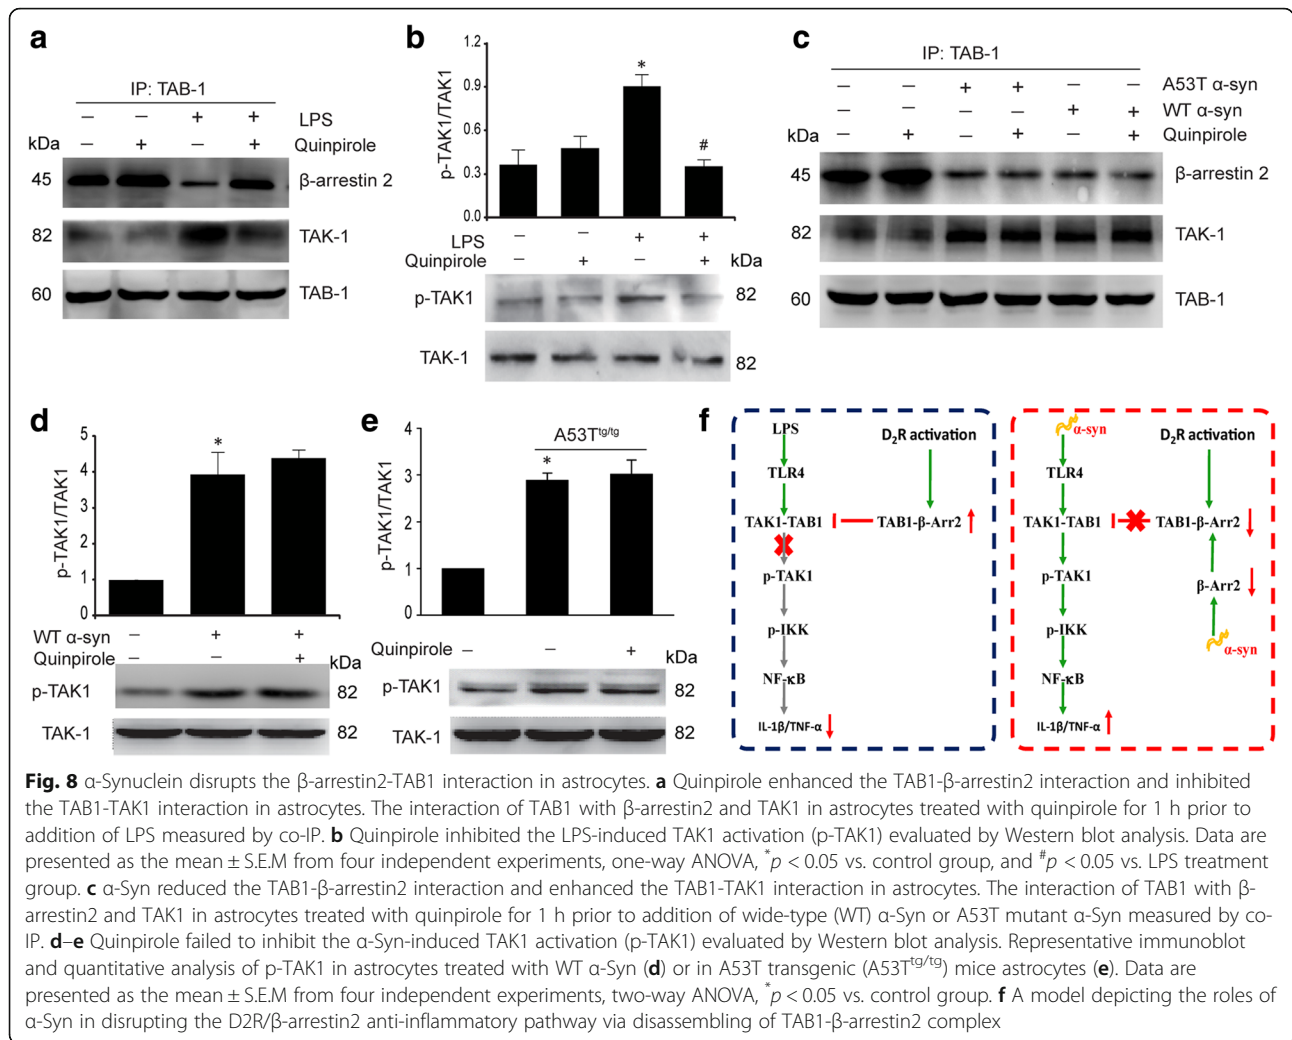 a
IP: TAB-1
– – + + LPS
kDa – + – + Quinpirole
45 β-arrestin 2
82 TAK-1
60 TAB-1
b
p-TAK1/TAK1
1.2
0.9
0.6
0.3
0.0
*
#
LPS – – + +
Quinpirole – + – + kDa
p-TAK1 82
TAK-1 82
c
IP: TAB-1
– – + + – – A53T α-syn
– – – – + + WT α-syn
kDa – + – + – + Quinpirole
45 β-arrestin 2
82 TAK-1
60 TAB-1
d
p-TAK1/TAK1
5
4
3
2
1
0
*
WT α-syn – + +
Quinpirole – – + kDa
p-TAK1 82
TAK-1 82
e
p-TAK1/TAK1
4
3
2
1
0
A53Ttg/tg
*
Quinpirole – – + kDa
p-TAK1 82
TAK-1 82
f
LPS
D2R activation
TLR4
TAK1-TAB1
TAB1-β-Arr2
p-TAK1
p-IKK
NF-κB
IL-1β/TNF-α
α-syn
D2R activation
TLR4
TAK1-TAB1
TAB1-β-Arr2
p-TAK1
β-Arr2
p-IKK
α-syn
NF-κB
IL-1β/TNF-α
Fig. 8 α-Synuclein disrupts the β-arrestin2-TAB1 interaction in astrocytes. a Quinpirole enhanced the TAB1-β-arrestin2 interaction and inhibited
the TAB1-TAK1 interaction in astrocytes. The interaction of TAB1 with β-arrestin2 and TAK1 in astrocytes treated with quinpirole for 1 h prior to
addition of LPS measured by co-IP. b Quinpirole inhibited the LPS-induced TAK1 activation (p-TAK1) evaluated by Western blot analysis. Data are
presented as the mean ± S.E.M from four independent experiments, one-way ANOVA, *p < 0.05 vs. control group, and #p < 0.05 vs. LPS treatment
group. c α-Syn reduced the TAB1-β-arrestin2 interaction and enhanced the TAB1-TAK1 interaction in astrocytes. The interaction of TAB1 with β-
arrestin2 and TAK1 in astrocytes treated with quinpirole for 1 h prior to addition of wide-type (WT) α-Syn or A53T mutant α-Syn measured by co-
IP. d–e Quinpirole failed to inhibit the α-Syn-induced TAK1 activation (p-TAK1) evaluated by Western blot analysis. Representative immunoblot
and quantitative analysis of p-TAK1 in astrocytes treated with WT α-Syn (d) or in A53T transgenic (A53Ttg/tg) mice astrocytes (e). Data are
presented as the mean ± S.E.M from four independent experiments, two-way ANOVA, *p < 0.05 vs. control group. f A model depicting the roles of
α-Syn in disrupting the D2R/β-arrestin2 anti-inflammatory pathway via disassembling of TAB1-β-arrestin2 complex